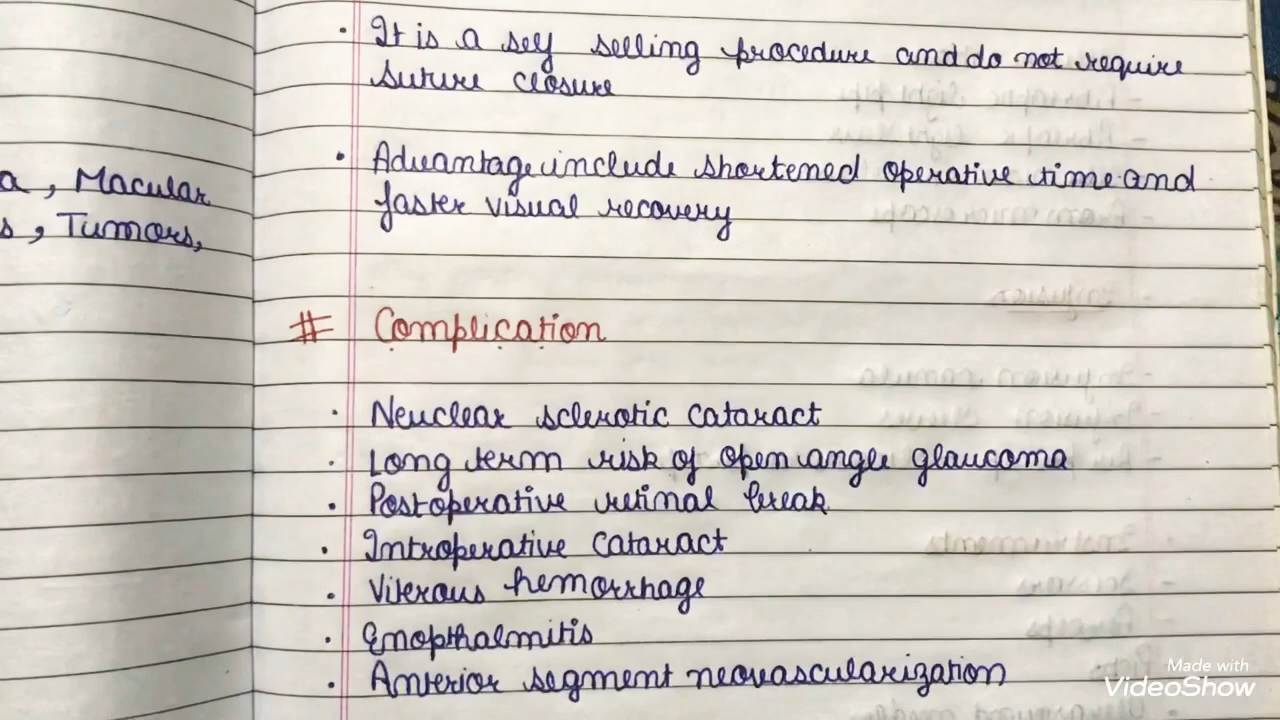 · It is a sey selling procedure and do not require
suture closure
· Advantage include shortened operative time and
faster visual recovery
a, Macular
s, Tumors,
# Complication
· Neuclear sclerotic cataract
· Long term risk of open angle glaucoma
· Postoperative retinal break
· Introperative cataract
· Viterous hemorrhage
· Enopthalmitis
· Anterior segment neovascularization
Made with
VideoShow